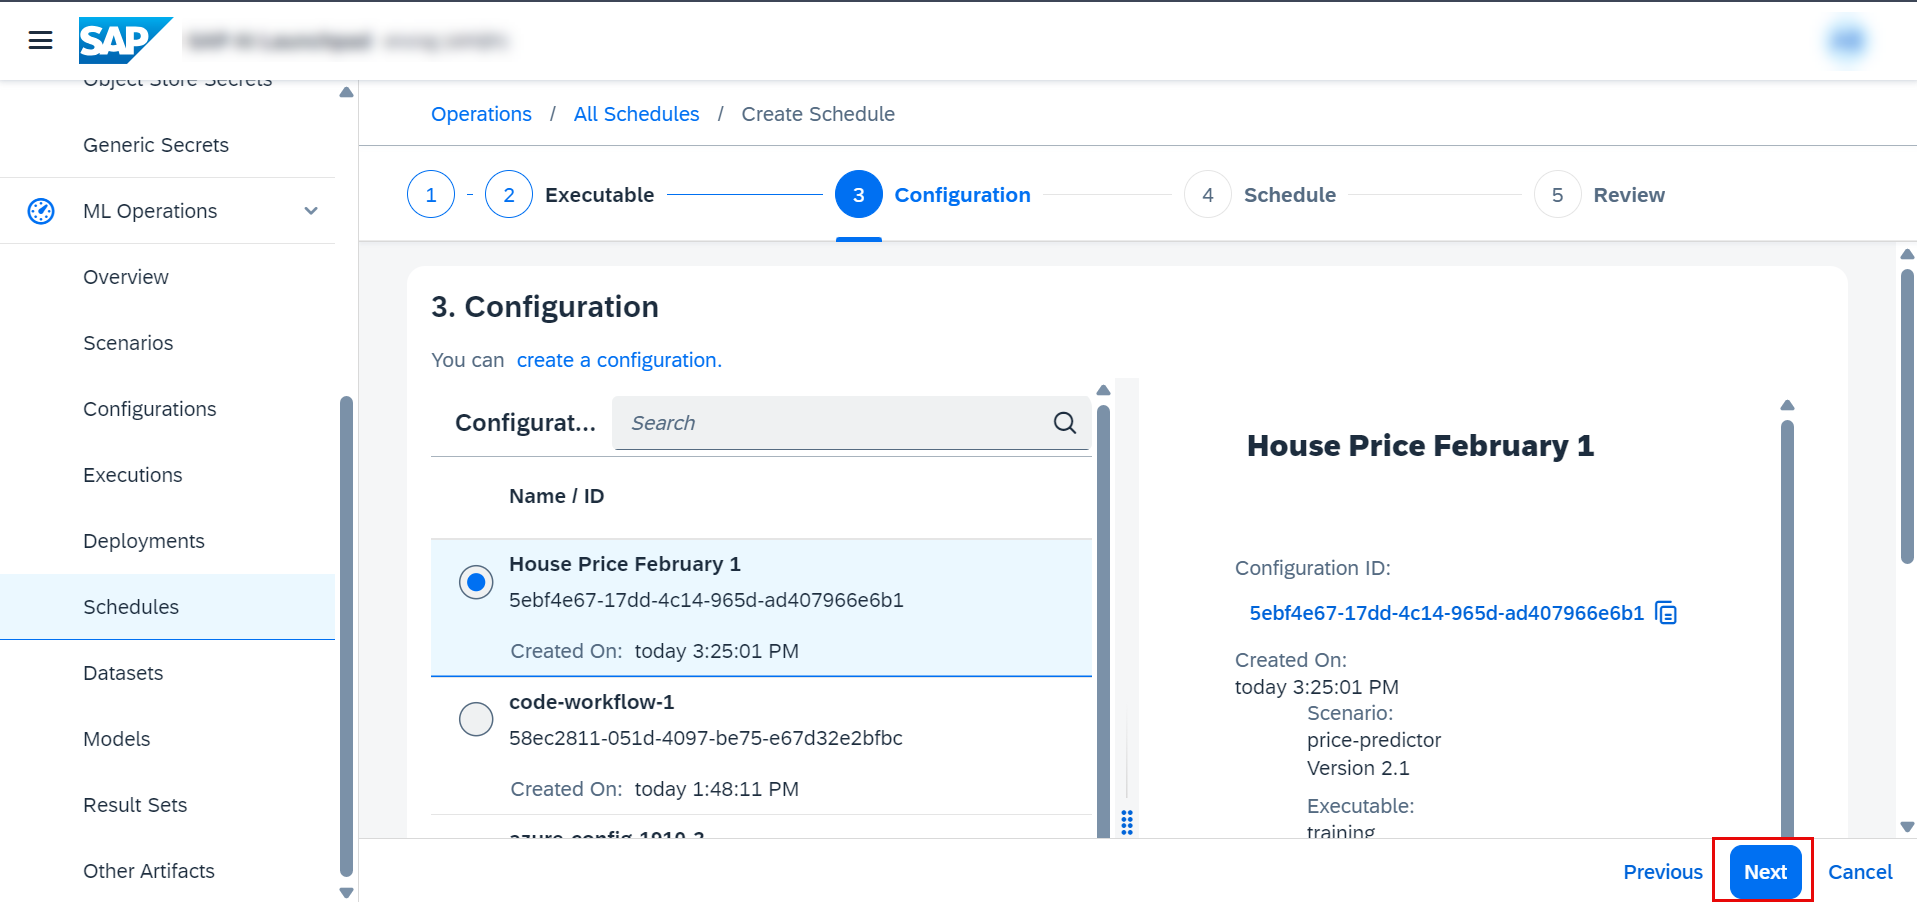 SAP
Object Store Secrets
Generic Secrets
ML Operations
Overview
Scenarios
Configurations
Executions
Deployments
Schedules
Datasets
Models
Result Sets
Other Artifacts
Operations / All Schedules / Create Schedule
1 - 2 Executable 3 Configuration 4 Schedule 5 Review
3. Configuration
You can create a configuration.
Configurat... Search
Name / ID
House Price February 1
5ebf4e67-17dd-4c14-965d-ad407966e6b1
Created On: today 3:25:01 PM
code-workflow-1
58ec2811-051d-4097-be75-e67d32e2bfbc
Created On: today 1:48:11 PM
azure-config-1910-2
House Price February 1
Configuration ID:
5ebf4e67-17dd-4c14-965d-ad407966e6b1
Created On:
today 3:25:01 PM
Scenario:
price-predictor
Version 2.1
Executable:
training
Previous Next Cancel